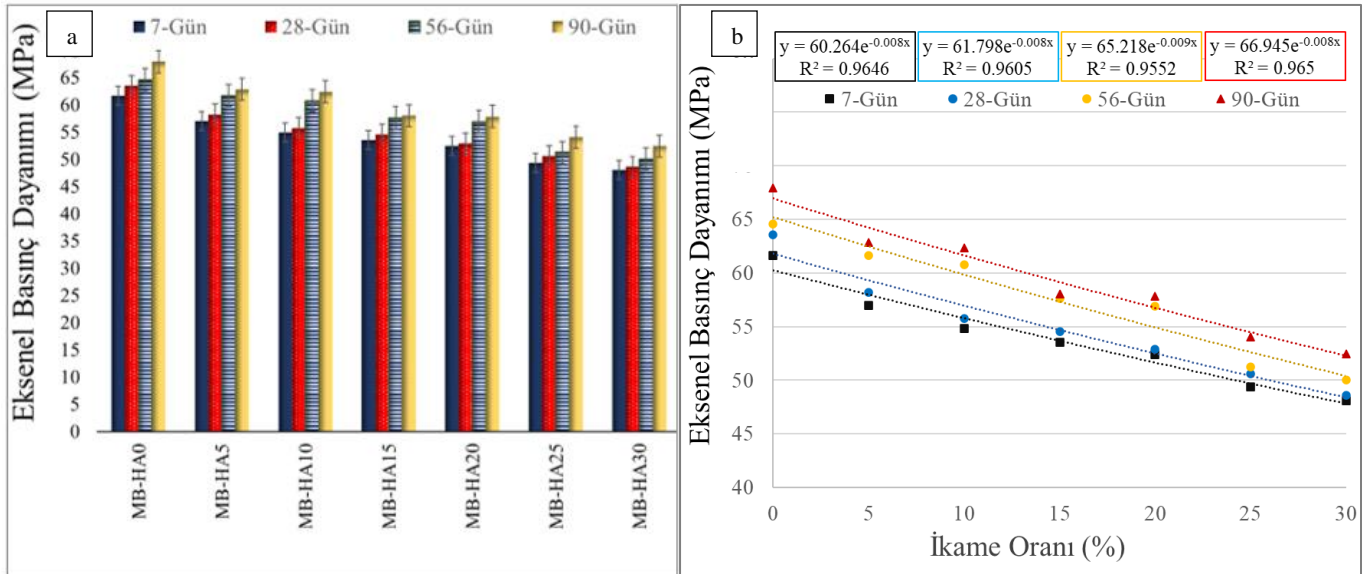 a
7-Gün 28-Gün 56-Gün 90-Gün
Eksenel Basınç Dayanımı (MPa)
65
60
55
50
45
40
35
30
25
20
15
10
5
0
MB-HA0
MB-HA5
MB-HA10
MB-HA15
MB-HA20
MB-HA25
MB-HA30
b
y = 60.264e^-0.008x
R² = 0.9646
y = 61.798e^-0.008x
R² = 0.9605
y = 65.218e^-0.009x
R² = 0.9552
y = 66.945e^-0.008x
R² = 0.965
7-Gün 28-Gün 56-Gün 90-Gün
Eksenel Basınç Dayanımı (MPa)
65
60
55
50
45
40
0 5 10 15 20 25 30
İkame Oranı (%)